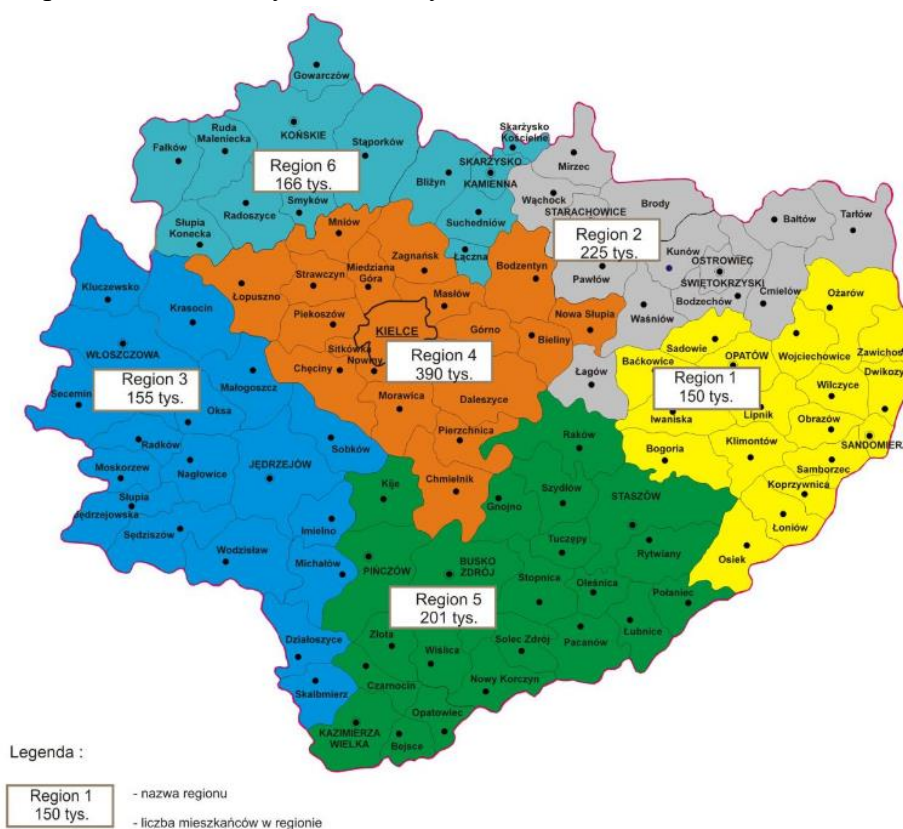 Gowarczów
Ruda
Maleniecka
KOŃSKIE
Fałków
Stąporków
Region 6
166 tys.
Radoszyce
Smyków
Słupia
Konecka
Skarżysko
Kościelne
SKARŻYSKO
KAMIENNA
Bliżyn
Suchedniów
Łączna
Mirzec
Wąchock
STARACHOWICE
Brody
Bałtów
Tarłów
Region 2
225 tys.
Kunów
OSTROWIEC
ŚWIĘTOKRZYSKI
Pawłów
Bodzechów
Ćmielów
Waśniów
Łagów
Mniów
Zagnańsk
Bodzentyn
Strawczyn
Miedziana
Góra
Łopuszno
Masłów
Nowa Słupia
Piekoszów
KIELCE
Górno
Bieliny
Sitkówka
Nowiny
Chęciny
Region 4
390 tys.
Morawica
Daleszyce
Pierzchnica
Chmielnik
Kluczewsko
Krasocin
WŁOSZCZOWA
Region 3
155 tys.
Małogoszcz
Secemin
Oksa
Radków
Sobków
Moskorzew
Nagłowice
JĘDRZEJÓW
Słupia
Jędrzejowska
Sędziszów
Imielno
Wodzisław
Michałów
Działoszyce
Skalbmierz
Ożarów
Sadowie
OPATÓW
Wojciechowice
Zawichos
Baćkowice
Dwikozy
Region 1
150 tys.
Wilczyce
Iwaniska
Lipnik
Obrazów
SANDOMIERZ
Bogoria
Klimontów
Samborzec
Koprzywnica
Łoniów
Osiek
Kije
Gnojno
Raków
Szydłów
STASZÓW
Tuczępy
Rytwiany
PIŃCZÓW
BUSKO
ZDRÓJ
Stopnica
Oleśnica
Połaniec
Region 5
201 tys.
Łubnice
Pacanów
Solec Zdrój
Złota
Wiślica
Czarnocin
Nowy Korczyn
Opatowiec
KAZIMIERZA
WIELKA
Bejsce
Legenda :
Region 1
150 tys.
- nazwa regionu
- liczba mieszkańców w regionie